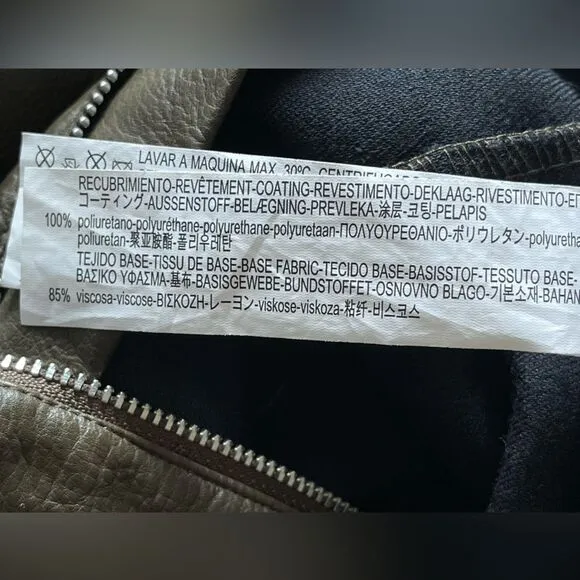 LAVAR A MAQUINA MAX. 30ºC. CENTRIFUGAR
RECUBRIMIENTO-REVÊTEMENT-COATING-REVESTIMENTO-DEKLAAG-RIVESTIMENTO-ΕΠ
コーティング-AUSSENSTOFF-BELÆGNING-PREVLEKA-涂层-코팅-PELAPIS
100% poliuretano-polyuréthane-polyurethane-polyuretaan-ΠΟΛΥΟΥΡΕΘΑΝΙΟ-ポリウレタン-polyuretha
poliuretan-聚亚胺酯-폴리우레탄
TEJIDO BASE-TISSU DE BASE-BASE FABRIC-TECIDO BASE-BASISSTOF-TESSUTO BASE-
ΒΑΣΙΚΟ ΥΦΑΣΜΑ-基布-BASISGEWEBE-BUNDSTOFFET-OSNOVNO BLAGO-기본소재-BAHAN
85% viscosa-viscose-ΒΙΣΚΟΖΗ-レーヨン-viskose-viskoza-粘纤-비스코스